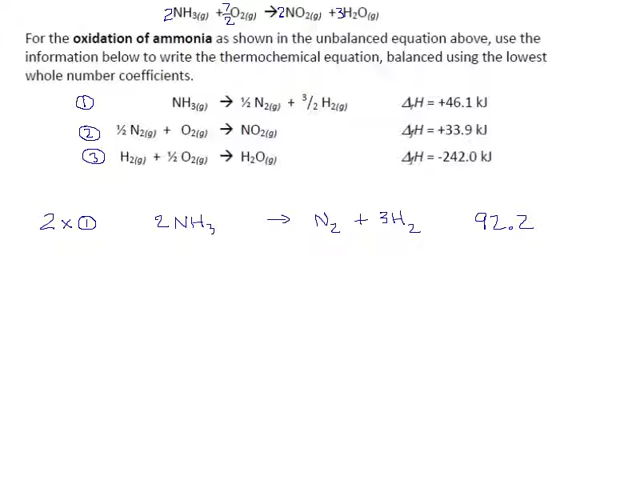 2NH3(g) + 7/2 O2(g) → 2NO2(g) + 3H2O(g)
For the oxidation of ammonia as shown in the unbalanced equation above, use the
information below to write the thermochemical equation, balanced using the lowest
whole number coefficients.
① NH3(g) → ½ N2(g) + 3/2 H2(g) ΔrH = +46.1 kJ
② ½ N2(g) + O2(g) → NO2(g) ΔrH = +33.9 kJ
③ H2(g) + ½ O2(g) → H2O(g) ΔrH = -242.0 kJ
2 x ① 2NH3 → N2 + 3H2 92.2